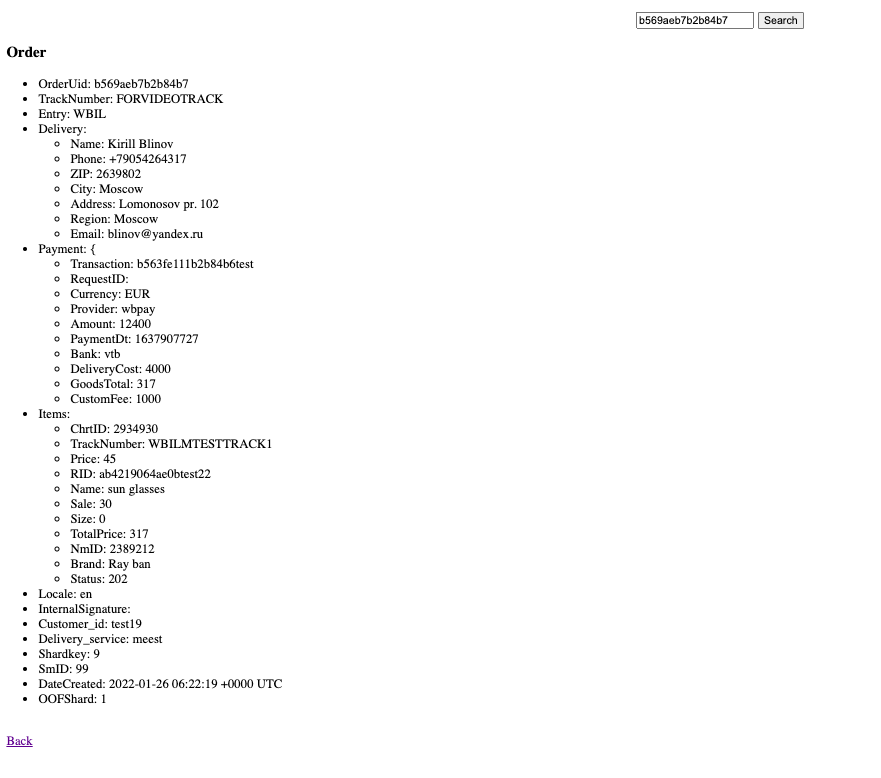 b569aeb7b2b84b7 Search
Order
OrderUid: b569aeb7b2b84b7
TrackNumber: FORVIDEOTRACK
Entry: WBIL
Delivery:
Name: Kirill Blinov
Phone: +79054264317
ZIP: 2639802
City: Moscow
Address: Lomonosov pr. 102
Region: Moscow
Email: blinov@yandex.ru
Payment: {
Transaction: b563fe111b2b84b6test
RequestID:
Currency: EUR
Provider: wbpay
Amount: 12400
PaymentDt: 1637907727
Bank: vtb
DeliveryCost: 4000
GoodsTotal: 317
CustomFee: 1000
Items:
ChrtID: 2934930
TrackNumber: WBILMTESTTRACK1
Price: 45
RID: ab4219064ae0btest22
Name: sun glasses
Sale: 30
Size: 0
TotalPrice: 317
NmID: 2389212
Brand: Ray ban
Status: 202
Locale: en
InternalSignature:
Customer_id: test19
Delivery_service: meest
Shardkey: 9
SmID: 99
DateCreated: 2022-01-26 06:22:19 +0000 UTC
OOFShard: 1
Back